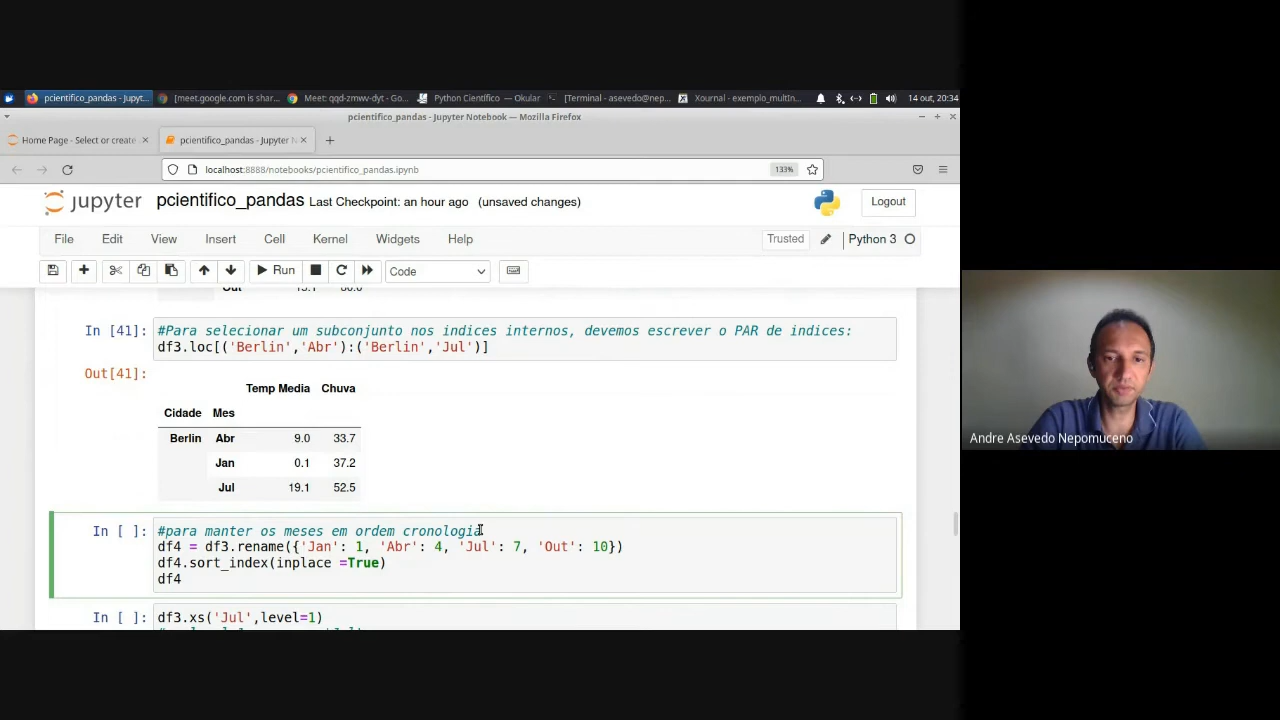 pcientifico_pandas - Jupyt...
[meet.google.com is shar...
Meet: qqd-zmwv-dyt - Go...
Python Científico — Okular
[Terminal - asevedo@nep...
Xournal - exemplo_multIn...
14 out, 20:34
pcientifico_pandas - Jupyter Notebook — Mozilla Firefox
Home Page - Select or create
pcientifico_pandas - Jupyter N
localhost:8888/notebooks/pcientifico_pandas.ipynb
133%
jupyter pcientifico_pandas Last Checkpoint: an hour ago (unsaved changes)
Logout
File Edit View Insert Cell Kernel Widgets Help
Trusted
Python 3
Run
Code
Out
In [41]: #Para selecionar um subconjunto nos indices internos, devemos escrever o PAR de indices:
df3.loc[('Berlin','Abr'):('Berlin','Jul')]
Out[41]:
Temp Media Chuva
Cidade Mes
Berlin Abr 9.0 33.7
Jan 0.1 37.2
Jul 19.1 52.5
In [ ]: #para manter os meses em ordem cronologia
df4 = df3.rename({'Jan': 1, 'Abr': 4, 'Jul': 7, 'Out': 10})
df4.sort_index(inplace =True)
df4
In [ ]: df3.xs('Jul',level=1)
Andre Asevedo Nepomuceno